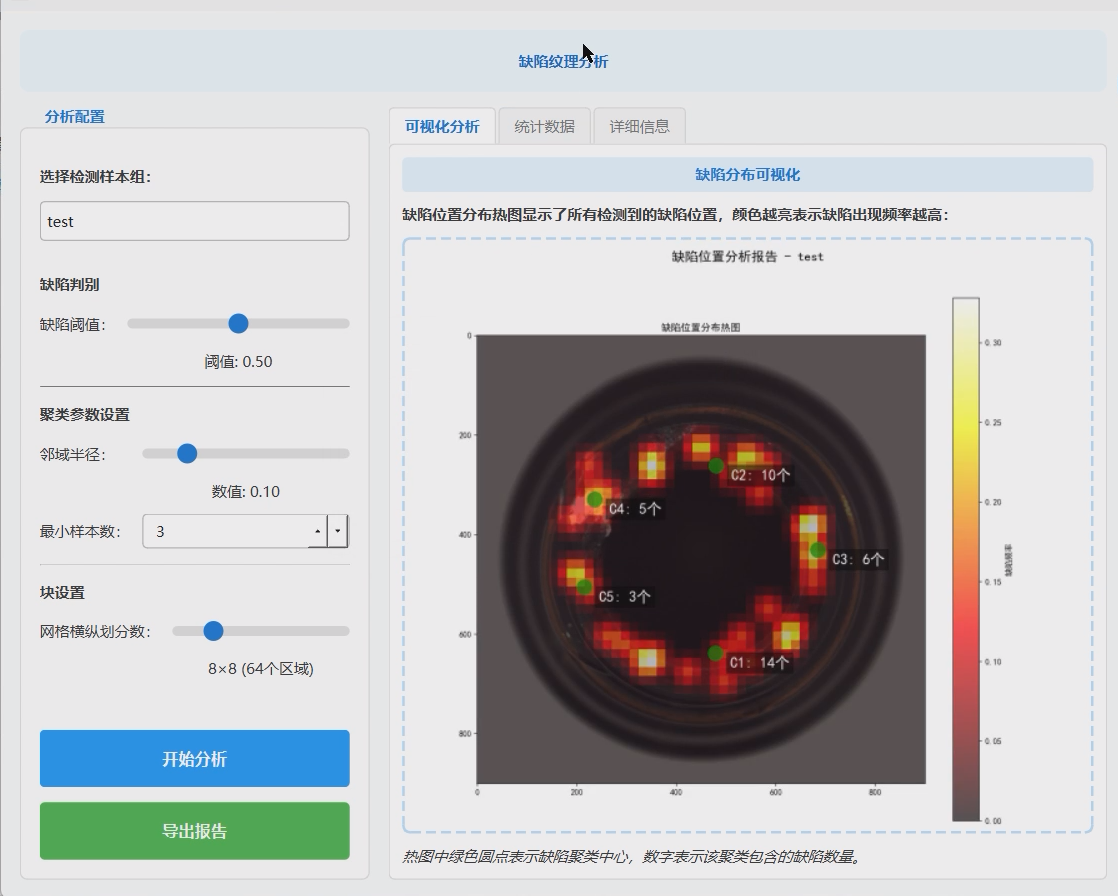 缺陷纹理分析
分析配置
选择检测样本组：
test
缺陷判别
缺陷阈值：
阈值: 0.50
聚类参数设置
邻域半径：
数值: 0.10
最小样本数：
3
块设置
网格横纵划分数：
8×8 (64个区域)
开始分析
导出报告
可视化分析 统计数据 详细信息
缺陷分布可视化
缺陷位置分布热图显示了所有检测到的缺陷位置，颜色越亮表示缺陷出现频率越高：
缺陷位置分析报告 - test
缺陷位置分布热图
0
200
400
600
800
0 200 400 600 800
C2: 10个
C4: 5个
C3: 6个
C5: 3个
C1: 14个
0.30
0.25
0.20
0.15
0.10
0.05
0.00
缺陷频率
热图中绿色圆点表示缺陷聚类中心，数字表示该聚类包含的缺陷数量。